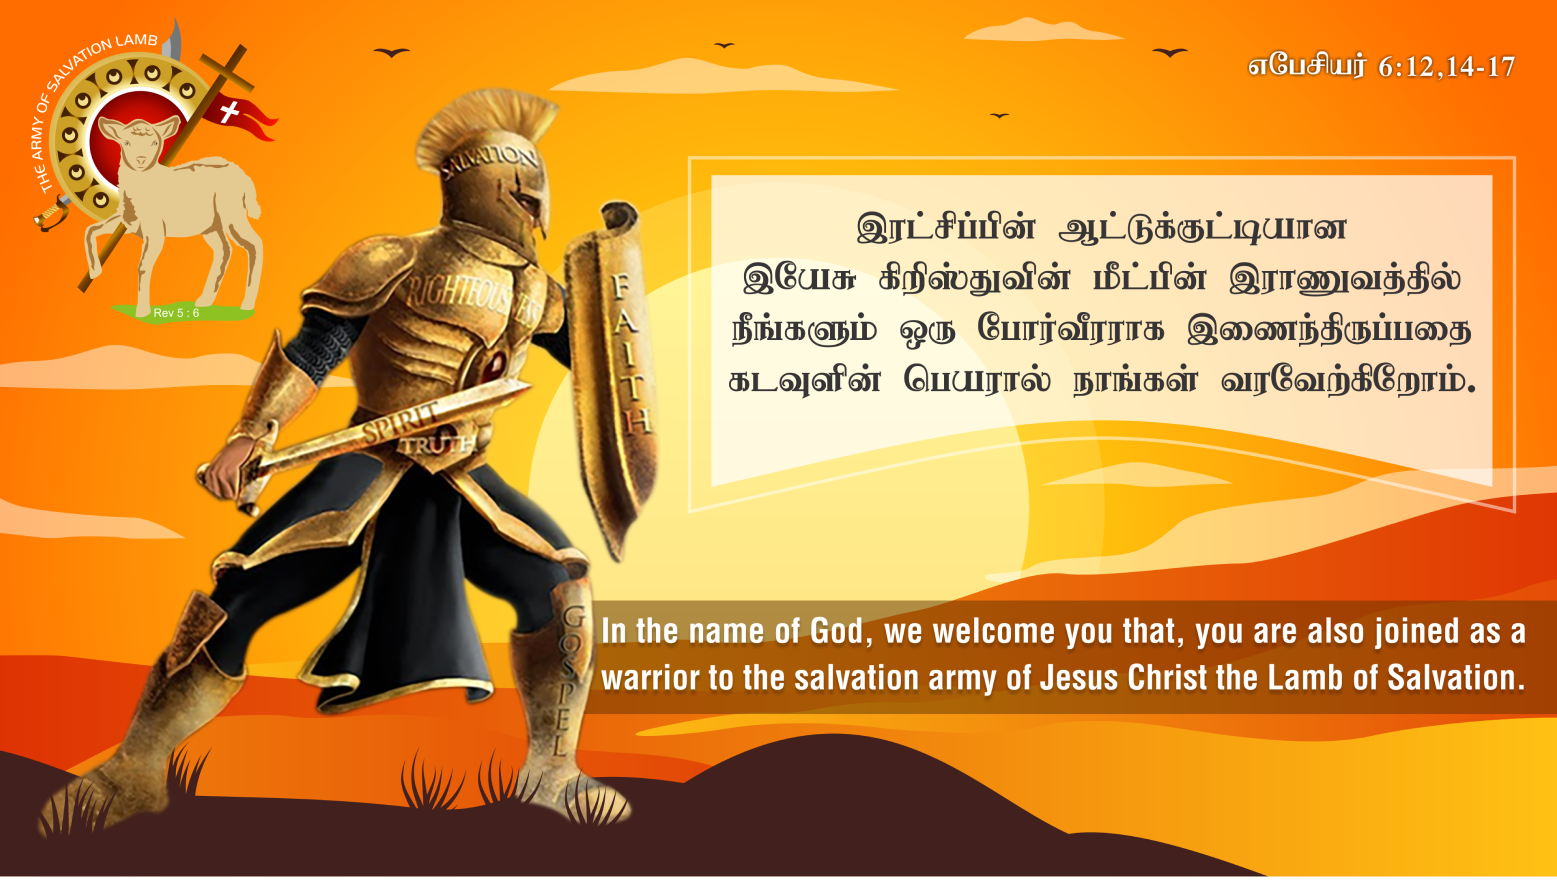 THE ARMY OF SALVATION LAMB
Rev 5 : 6
எபேசியர் 6:12,14-17
இரட்சிப்பின் ஆட்டுக்குட்டியான
இயேசு கிறிஸ்துவின் மீட்பின் இராணுவத்தில்
நீங்களும் ஒரு போர்வீரராக இணைந்திருப்பதை
கடவுளின் பெயரால் நாங்கள் வரவேற்கிறோம்.
SALVATION
RIGHTEOUS
FAITH
SPIRIT
TRUTH
GOSPEL
In the name of God, we welcome you that, you are also joined as a
warrior to the salvation army of Jesus Christ the Lamb of Salvation.